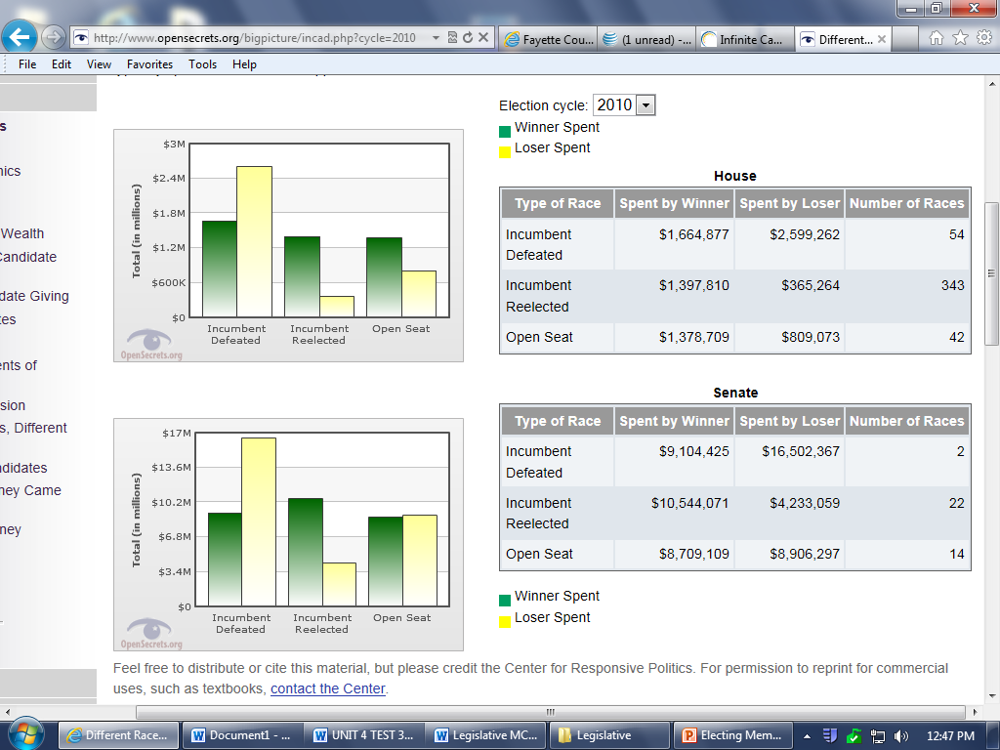 http://www.opensecrets.org/bigpicture/incad.php?cycle=2010
Fayette Cou...
(1 unread) -...
Infinite Ca...
Different...
File Edit View Favorites Tools Help
s
nics
Wealth
Candidate
date Giving
tes
ents of
sion
s, Different
ndidates
ney Came
ney
Election cycle: 2010
Winner Spent
Loser Spent
$3M
$2.4M
$1.8M
$1.2M
$600K
$0
Total (in millions)
Incumbent Defeated
Incumbent Reelected
Open Seat
OpenSecrets.org
House
Type of Race Spent by Winner Spent by Loser Number of Races
Incumbent Defeated $1,664,877 $2,599,262 54
Incumbent Reelected $1,397,810 $365,264 343
Open Seat $1,378,709 $809,073 42
$17M
$13.6M
$10.2M
$6.8M
$3.4M
$0
Total (in millions)
Incumbent Defeated
Incumbent Reelected
Open Seat
OpenSecrets.org
Senate
Type of Race Spent by Winner Spent by Loser Number of Races
Incumbent Defeated $9,104,425 $16,502,367 2
Incumbent Reelected $10,544,071 $4,233,059 22
Open Seat $8,709,109 $8,906,297 14
Winner Spent
Loser Spent
Feel free to distribute or cite this material, but please credit the Center for Responsive Politics. For permission to reprint for commercial
uses, such as textbooks, contact the Center.
Different Race...
Document1 - ...
UNIT 4 TEST 3...
Legislative MC...
Legislative
Electing Mem...
12:47 PM